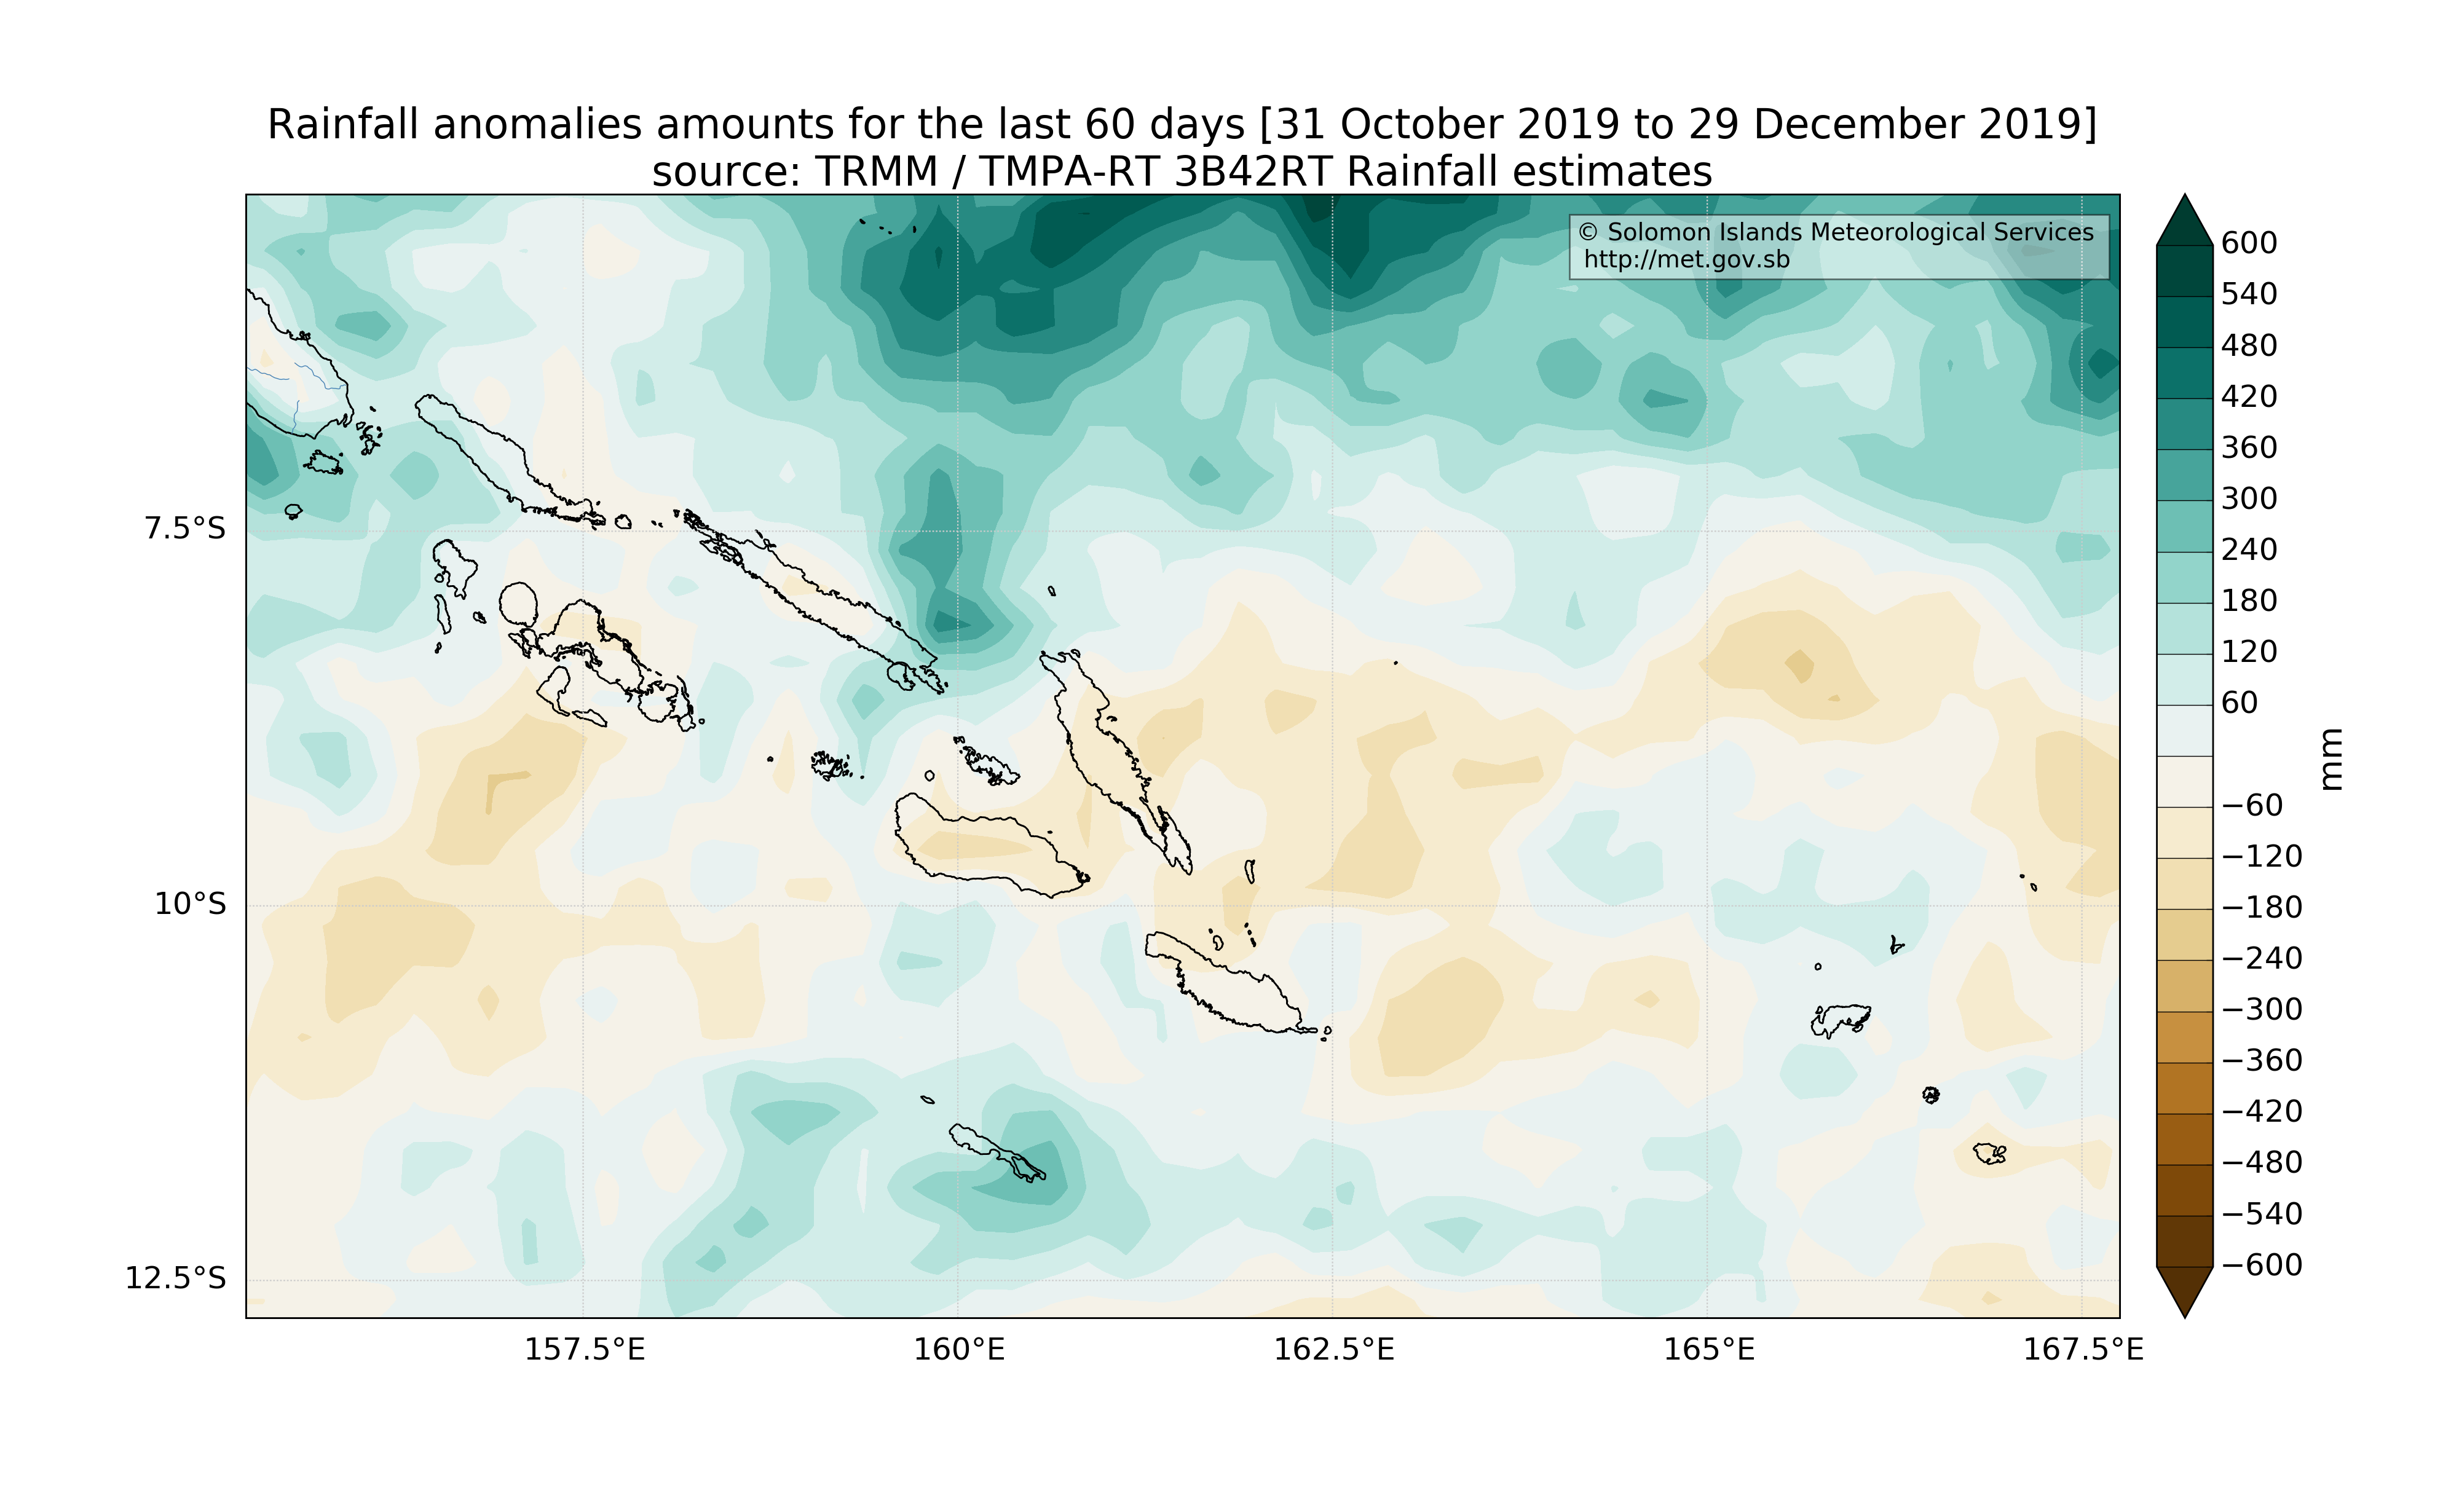 Rainfall anomalies amounts for the last 60 days [31 October 2019 to 29 December 2019]
source: TRMM / TMPA-RT 3B42RT Rainfall estimates
© Solomon Islands Meteorological Services
http://met.gov.sb
7.5°S
10°S
12.5°S
157.5°E
160°E
162.5°E
165°E
167.5°E
600
540
480
420
360
300
240
180
120
60
−60
−120
−180
−240
−300
−360
−420
−480
−540
−600
mm